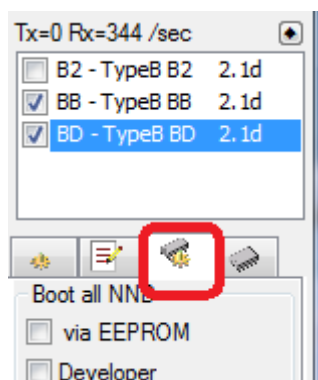 Tx=0 Rx=344 /sec
B2 - TypeB B2 2.1d
BB - TypeB BB 2.1d
BD - TypeB BD 2.1d
Boot all NND
via EEPROM
Developer